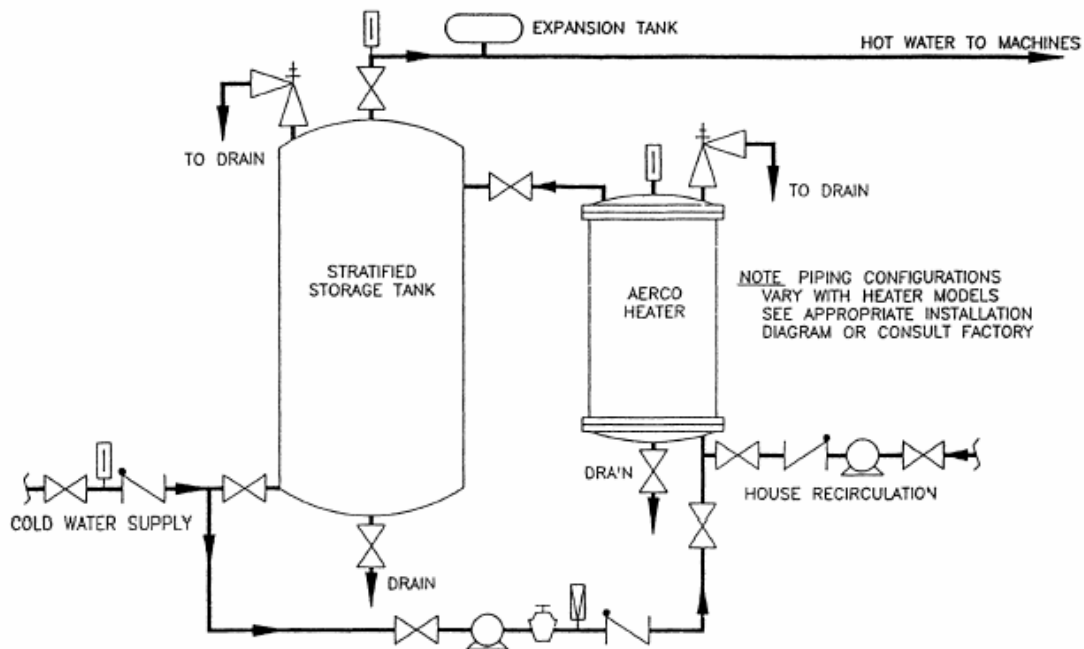 EXPANSION TANK
HOT WATER TO MACHINES
TO DRAIN
TO DRAIN
STRATIFIED
STORAGE TANK
AERCO
HEATER
NOTE PIPING CONFIGURATIONS
VARY WITH HEATER MODELS
SEE APPROPRIATE INSTALLATION
DIAGRAM OR CONSULT FACTORY
DRA'N
HOUSE RECIRCULATION
COLD WATER SUPPLY
DRAIN